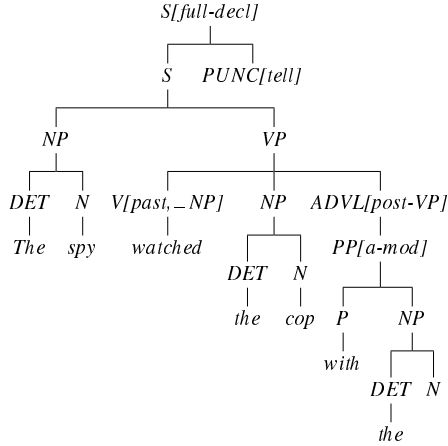 S[full-decl]
S PUNC[tell]
NP VP
DET N V[past,_NP] NP ADVL[post-VP]
The spy watched DET N PP[a-mod]
the cop P NP
with DET N
the